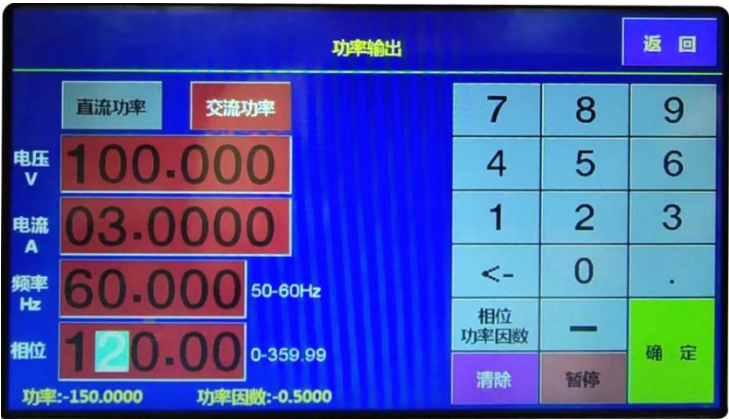 功率输出
返 回
直流功率
交流功率
电压
V
100.000
电流
A
03.0000
频率
Hz
60.000
50-60Hz
相位
120.00
0-359.99
功率:-150.0000
功率因数:-0.5000
7 8 9
4 5 6
1 2 3
<- 0 .
相位
功率因数
—
确 定
清除
暂停